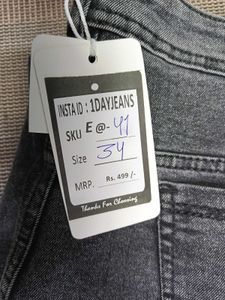 INSTA ID : 1DAYJEANS
SKU E @- 41
Size 34
MRP. Rs. 499 /-
Thanks For Choosing